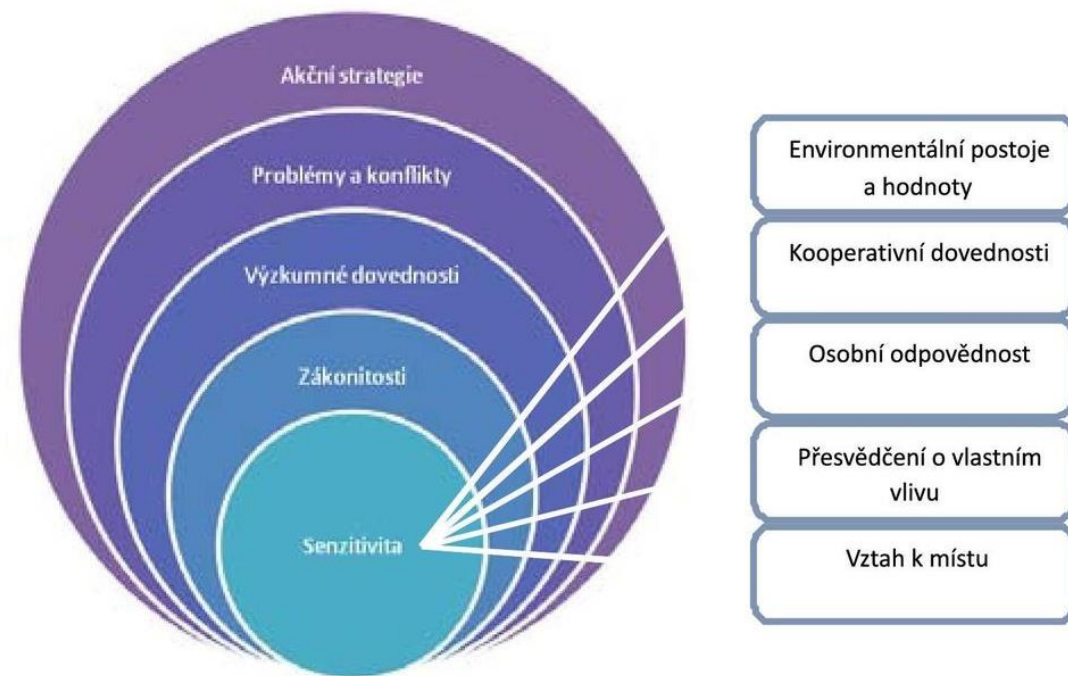 Akční strategie
Problémy a konflikty
Výzkumné dovednosti
Zákonitosti
Senzitivita
Environmentální postoje
a hodnoty
Kooperativní dovednosti
Osobní odpovědnost
Přesvědčení o vlastním
vlivu
Vztah k místu